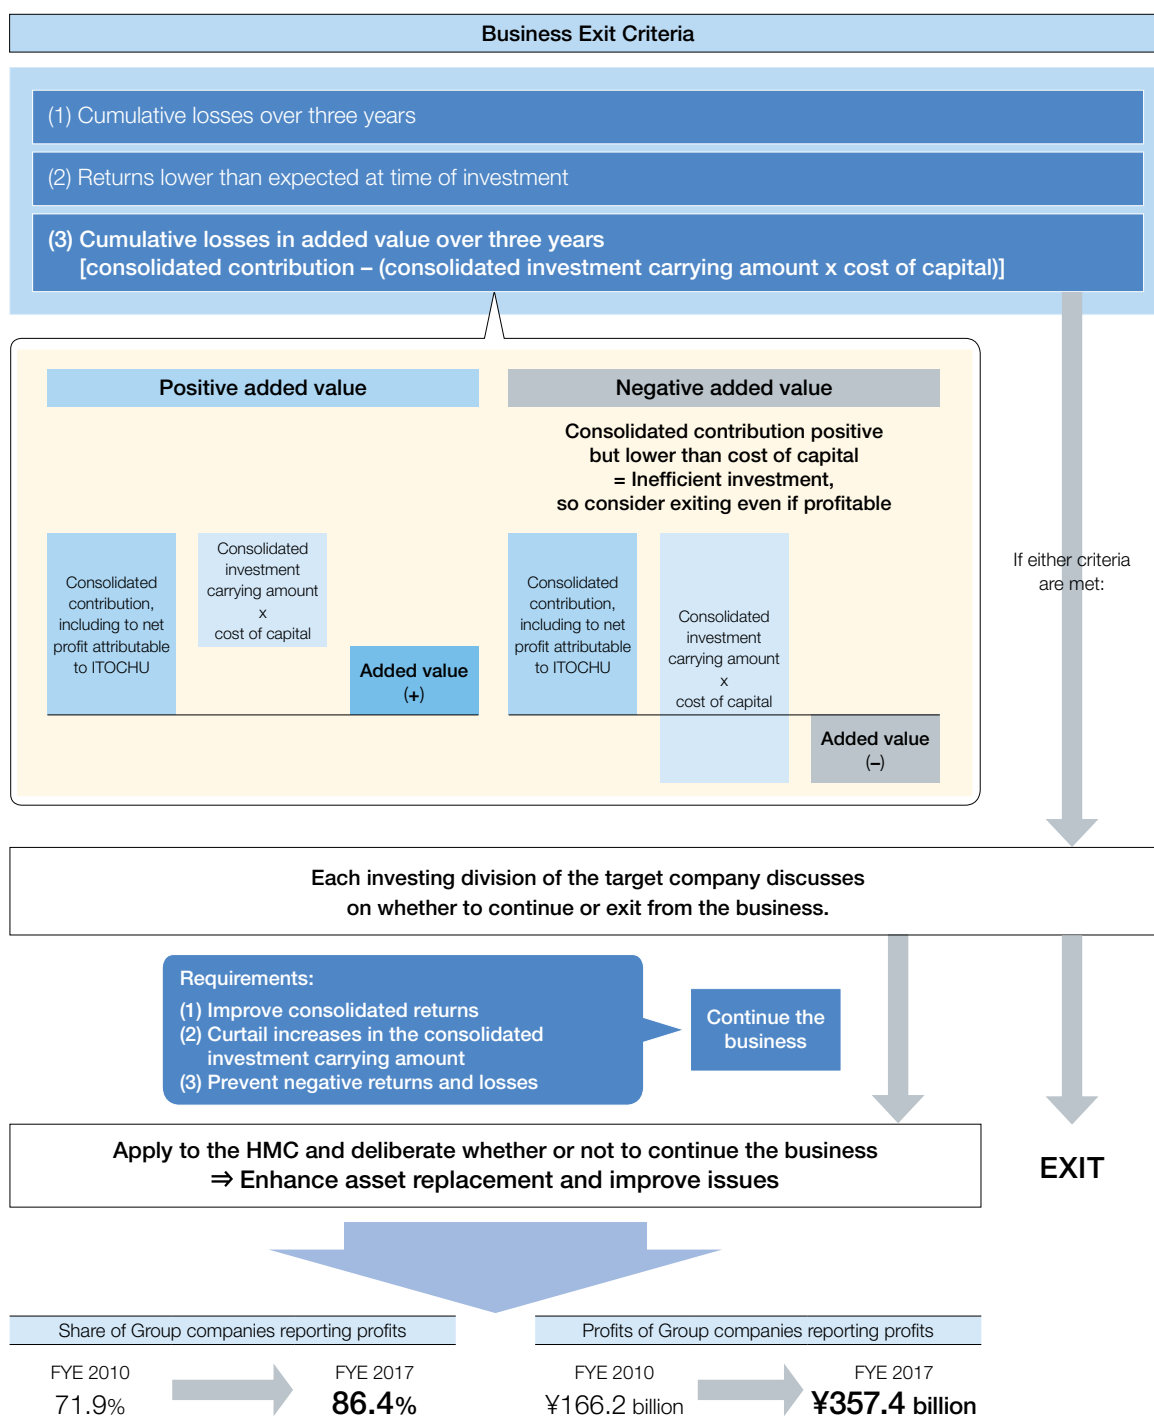 Business Exit Criteria
(1) Cumulative losses over three years
(2) Returns lower than expected at time of investment
(3) Cumulative losses in added value over three years
[consolidated contribution – (consolidated investment carrying amount x cost of capital)]
Positive added value
Consolidated
contribution,
including to net
profit attributable
to ITOCHU
Consolidated
investment
carrying amount
x
cost of capital
Added value
(+)
Negative added value
Consolidated contribution positive
but lower than cost of capital
= Inefficient investment,
so consider exiting even if profitable
Consolidated
contribution,
including to net
profit attributable
to ITOCHU
Consolidated
investment
carrying amount
x
cost of capital
Added value
(–)
If either criteria
are met:
Each investing division of the target company discusses
on whether to continue or exit from the business.
Requirements:
(1) Improve consolidated returns
(2) Curtail increases in the consolidated
investment carrying amount
(3) Prevent negative returns and losses
Continue the
business
Apply to the HMC and deliberate whether or not to continue the business
⇒ Enhance asset replacement and improve issues
EXIT
Share of Group companies reporting profits
FYE 2010
71.9%
FYE 2017
86.4%
Profits of Group companies reporting profits
FYE 2010
¥166.2 billion
FYE 2017
¥357.4 billion